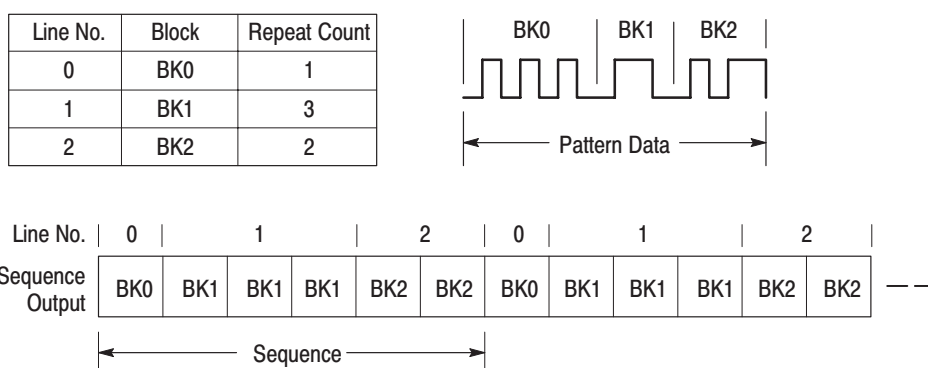 Line No. Block Repeat Count
0 BK0 1
1 BK1 3
2 BK2 2
BK0 BK1 BK2
Pattern Data
Line No. 0 1 2 0 1 2
Sequence
Output
BK0 BK1 BK1 BK1 BK2 BK2 BK0 BK1 BK1 BK1 BK2 BK2
Sequence